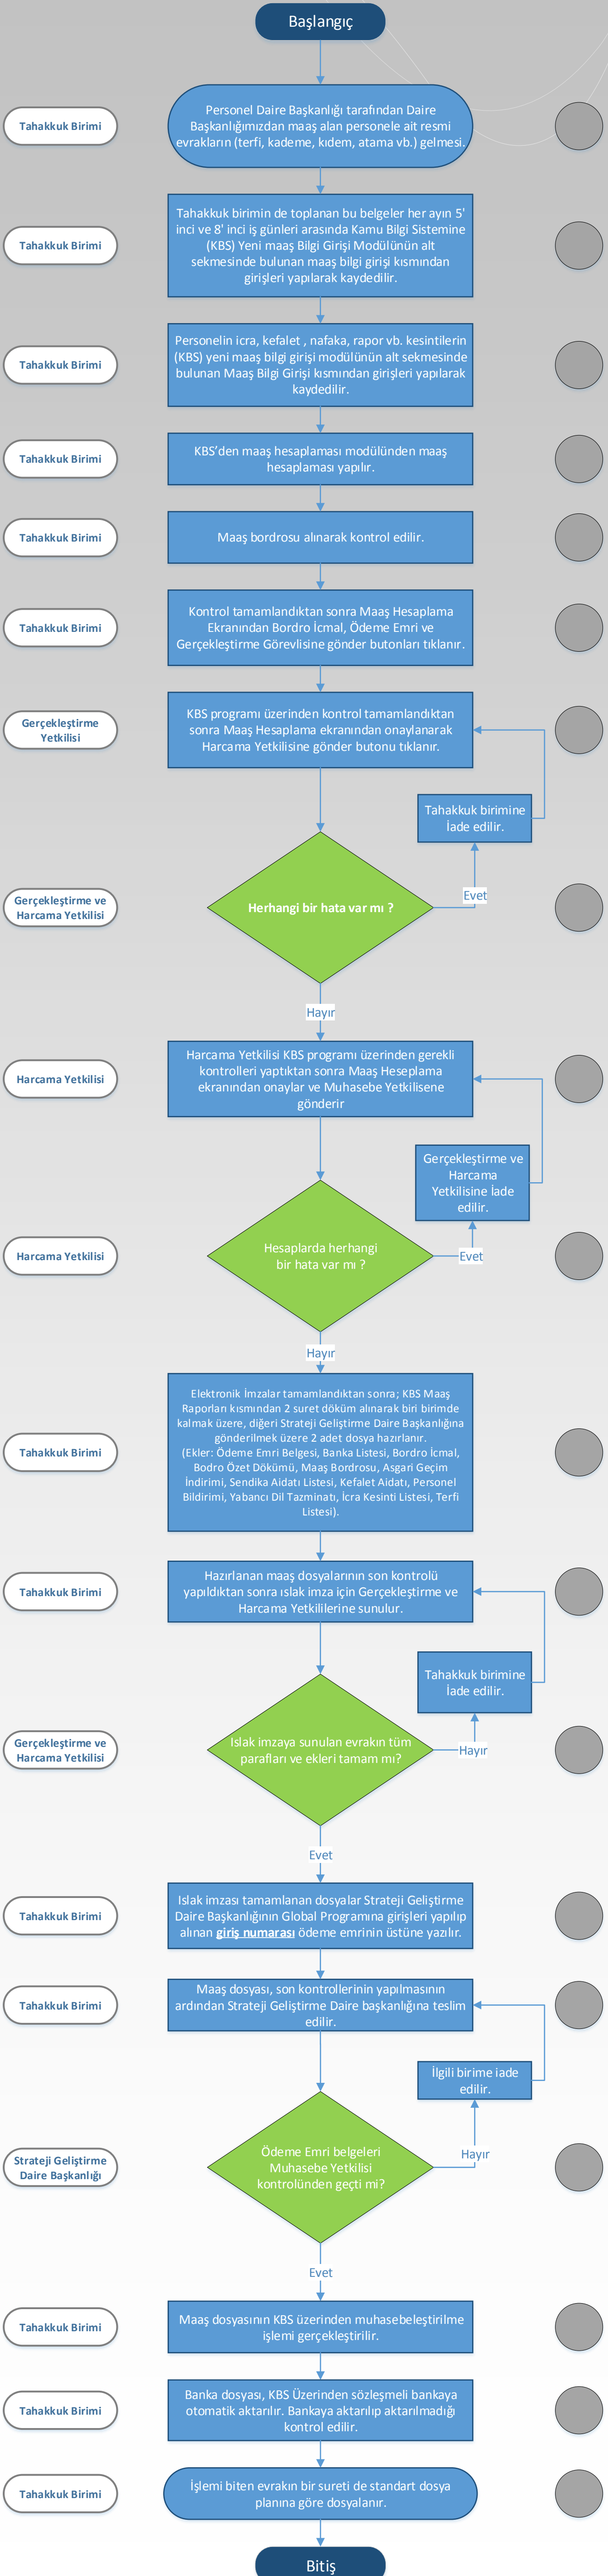 Başlangıç
Tahakkuk Birimi
Personel Daire Başkanlığı tarafından Daire
Başkanlığımızdan maaş alan personele ait resmi
evrakların (terfi, kademe, kıdem, atama vb.) gelmesi.
Tahakkuk Birimi
Tahakkuk birimin de toplanan bu belgeler her ayın 5'
inci ve 8' inci iş günleri arasında Kamu Bilgi Sistemine
(KBS) Yeni maaş Bilgi Girişi Modülünün alt
sekmesinde bulunan maaş bilgi girişi kısmından
girişleri yapılarak kaydedilir.
Tahakkuk Birimi
Personelin icra, kefalet , nafaka, rapor vb. kesintilerin
(KBS) yeni maaş bilgi girişi modülünün alt sekmesinde
bulunan Maaş Bilgi Girişi kısmından girişleri yapılarak
kaydedilir.
Tahakkuk Birimi
KBS'den maaş hesaplaması modülünden maaş
hesaplaması yapılır.
Tahakkuk Birimi
Maaş bordrosu alınarak kontrol edilir.
Tahakkuk Birimi
Kontrol tamamlandıktan sonra Maaş Hesaplama
Ekranından Bordro İcmal, Ödeme Emri ve
Gerçekleştirme Görevlisine gönder butonları tıklanır.
Gerçekleştirme
Yetkilisi
KBS programı üzerinden kontrol tamamlandıktan
sonra Maaş Hesaplama ekranından onaylanarak
Harcama Yetkilisine gönder butonu tıklanır.
Tahakkuk birimine
İade edilir.
Evet
Gerçekleştirme ve
Harcama Yetkilisi
Herhangi bir hata var mı ?
Hayır
Harcama Yetkilisi
Harcama Yetkilisi KBS programı üzerinden gerekli
kontrolleri yaptıktan sonra Maaş Heseplama
ekranından onaylar ve Muhasebe Yetkilisene
gönderir
Gerçekleştirme ve
Harcama
Yetkilisine İade
edilir.
Harcama Yetkilisi
Hesaplarda herhangi
bir hata var mı ?
Evet
Hayır
Tahakkuk Birimi
Elektronik İmzalar tamamlandıktan sonra; KBS Maaş
Raporları kısmından 2 suret döküm alınarak biri birimde
kalmak üzere, diğeri Strateji Geliştirme Daire Başkanlığına
gönderilmek üzere 2 adet dosya hazırlanır.
(Ekler: Ödeme Emri Belgesi, Banka Listesi, Bordro İcmal,
Bodro Özet Dökümü, Maaş Bordrosu, Asgari Geçim
İndirimi, Sendika Aidatı Listesi, Kefalet Aidatı, Personel
Bildirimi, Yabancı Dil Tazminatı, İcra Kesinti Listesi, Terfi
Listesi).
Tahakkuk Birimi
Hazırlanan maaş dosyalarının son kontrolü
yapıldıktan sonra ıslak imza için Gerçekleştirme ve
Harcama Yetkililerine sunulur.
Tahakkuk birimine
İade edilir.
Gerçekleştirme ve
Harcama Yetkilisi
Islak imzaya sunulan evrakın tüm
parafları ve ekleri tamam mı?
Hayır
Evet
Tahakkuk Birimi
Islak imzası tamamlanan dosyalar Strateji Geliştirme
Daire Başkanlığının Global Programına girişleri yapılıp
alınan giriş numarası ödeme emrinin üstüne yazılır.
Tahakkuk Birimi
Maaş dosyası, son kontrollerinin yapılmasının
ardından Strateji Geliştirme Daire başkanlığına teslim
edilir.
İlgili birime iade
edilir.
Hayır
Strateji Geliştirme
Daire Başkanlığı
Ödeme Emri belgeleri
Muhasebe Yetkilisi
kontrolünden geçti mi?
Evet
Tahakkuk Birimi
Maaş dosyasının KBS üzerinden muhasebeleştirilme
işlemi gerçekleştirilir.
Tahakkuk Birimi
Banka dosyası, KBS Üzerinden sözleşmeli bankaya
otomatik aktarılır. Bankaya aktarılıp aktarılmadığı
kontrol edilir.
Tahakkuk Birimi
İşlemi biten evrakın bir sureti de standart dosya
planına göre dosyalanır.
Bitiş